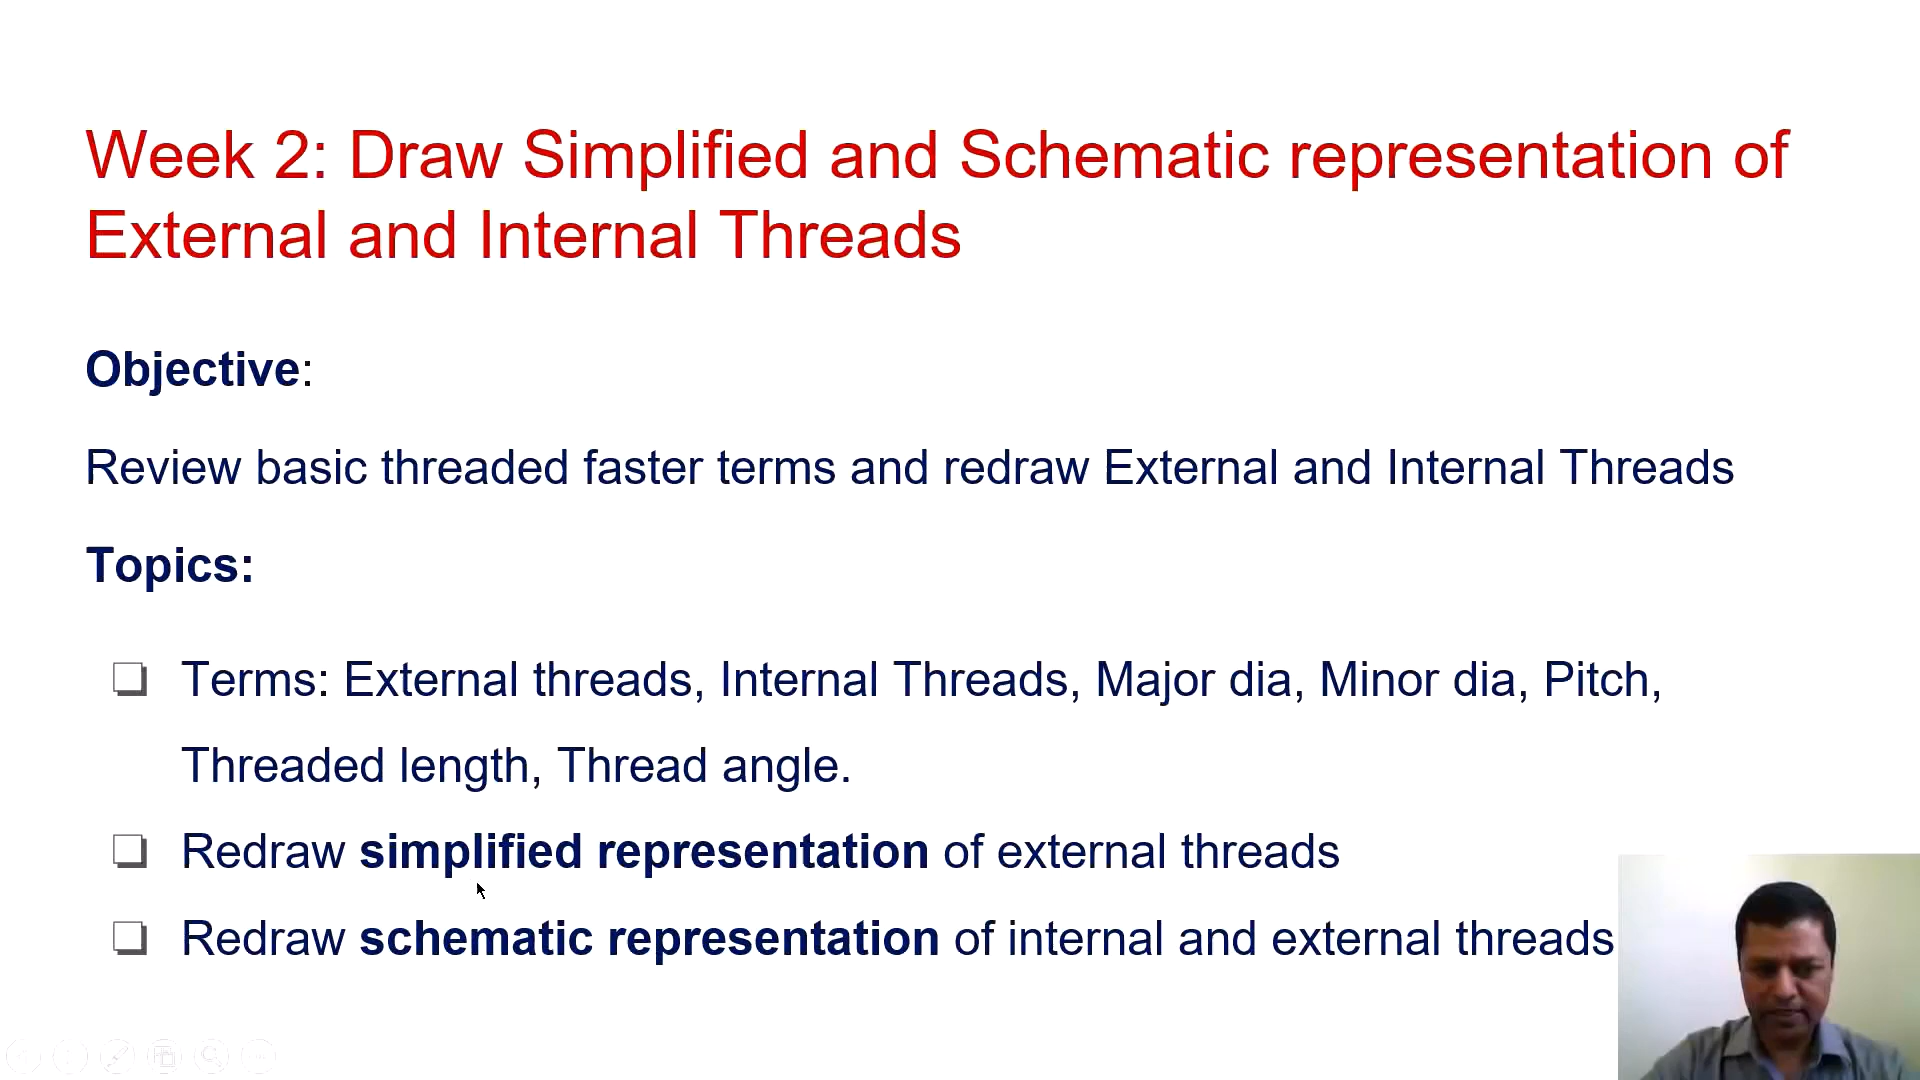 Week 2: Draw Simplified and Schematic representation of
External and Internal Threads
Objective:
Review basic threaded faster terms and redraw External and Internal Threads
Topics:
Terms: External threads, Internal Threads, Major dia, Minor dia, Pitch,
Threaded length, Thread angle.
Redraw simplified representation of external threads
Redraw schematic representation of internal and external threads